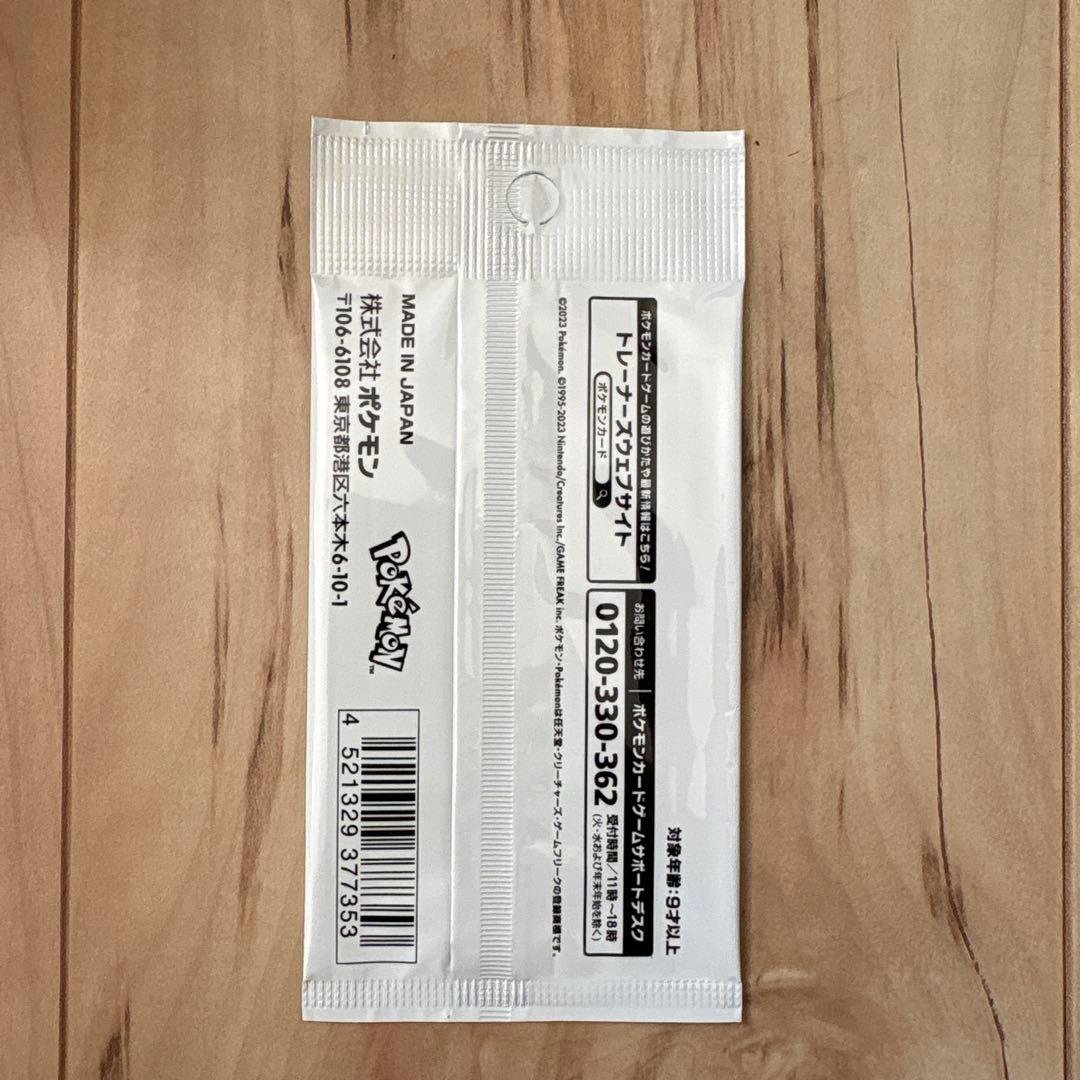 対象年齢:9才以上
ポケモンカードゲームの遊びかたや最新情報はこちら!
トレーナーズウェブサイト
ポケモンカード
お問い合わせ先 | ポケモンカードゲームサポートデスク
0120-330-362
受付時間/11時~18時
(火・水および年末年始を除く)
©2023 Pokémon. ©1995-2023 Nintendo/Creatures Inc./GAME FREAK inc. ポケモン・Pokémonは任天堂・クリーチャーズ・ゲームフリークの登録商標です。
MADE IN JAPAN
株式会社 ポケモン
〒106-6108 東京都港区六本木6-10-1
POKéMON™
4 521329 377353